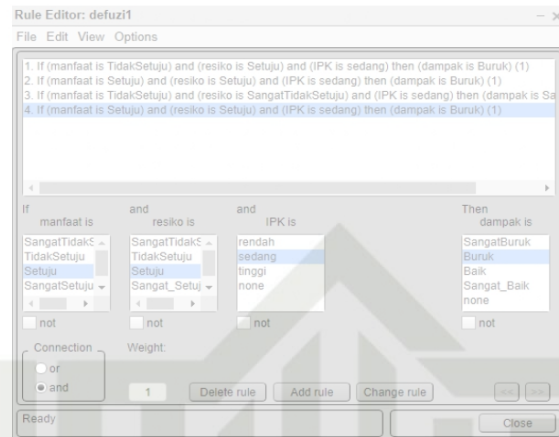 Rule Editor: defuzi1
File Edit View Options
1. If (manfaat is TidakSetuju) and (resiko is Setuju) and (IPK is sedang) then (dampak is Buruk) (1)
2. If (manfaat is Setuju) and (resiko is Setuju) and (IPK is sedang) then (dampak is Buruk) (1)
3. If (manfaat is TidakSetuju) and (resiko is SangatTidakSetuju) and (IPK is sedang) then (dampak is Sa
4. If (manfaat is Setuju) and (resiko is Setuju) and (IPK is sedang) then (dampak is Buruk) (1)
If and and Then
manfaat is resiko is IPK is dampak is
SangatTidakS SangatTidakS rendah SangatBuruk
TidakSetuju TidakSetuju sedang Buruk
Setuju Setuju tinggi Baik
SangatSetuju Sangat_Setuj none Sangat_Baik
none
not not not not
Connection Weight:
or
and 1 Delete rule Add rule Change rule << >>
Ready Close